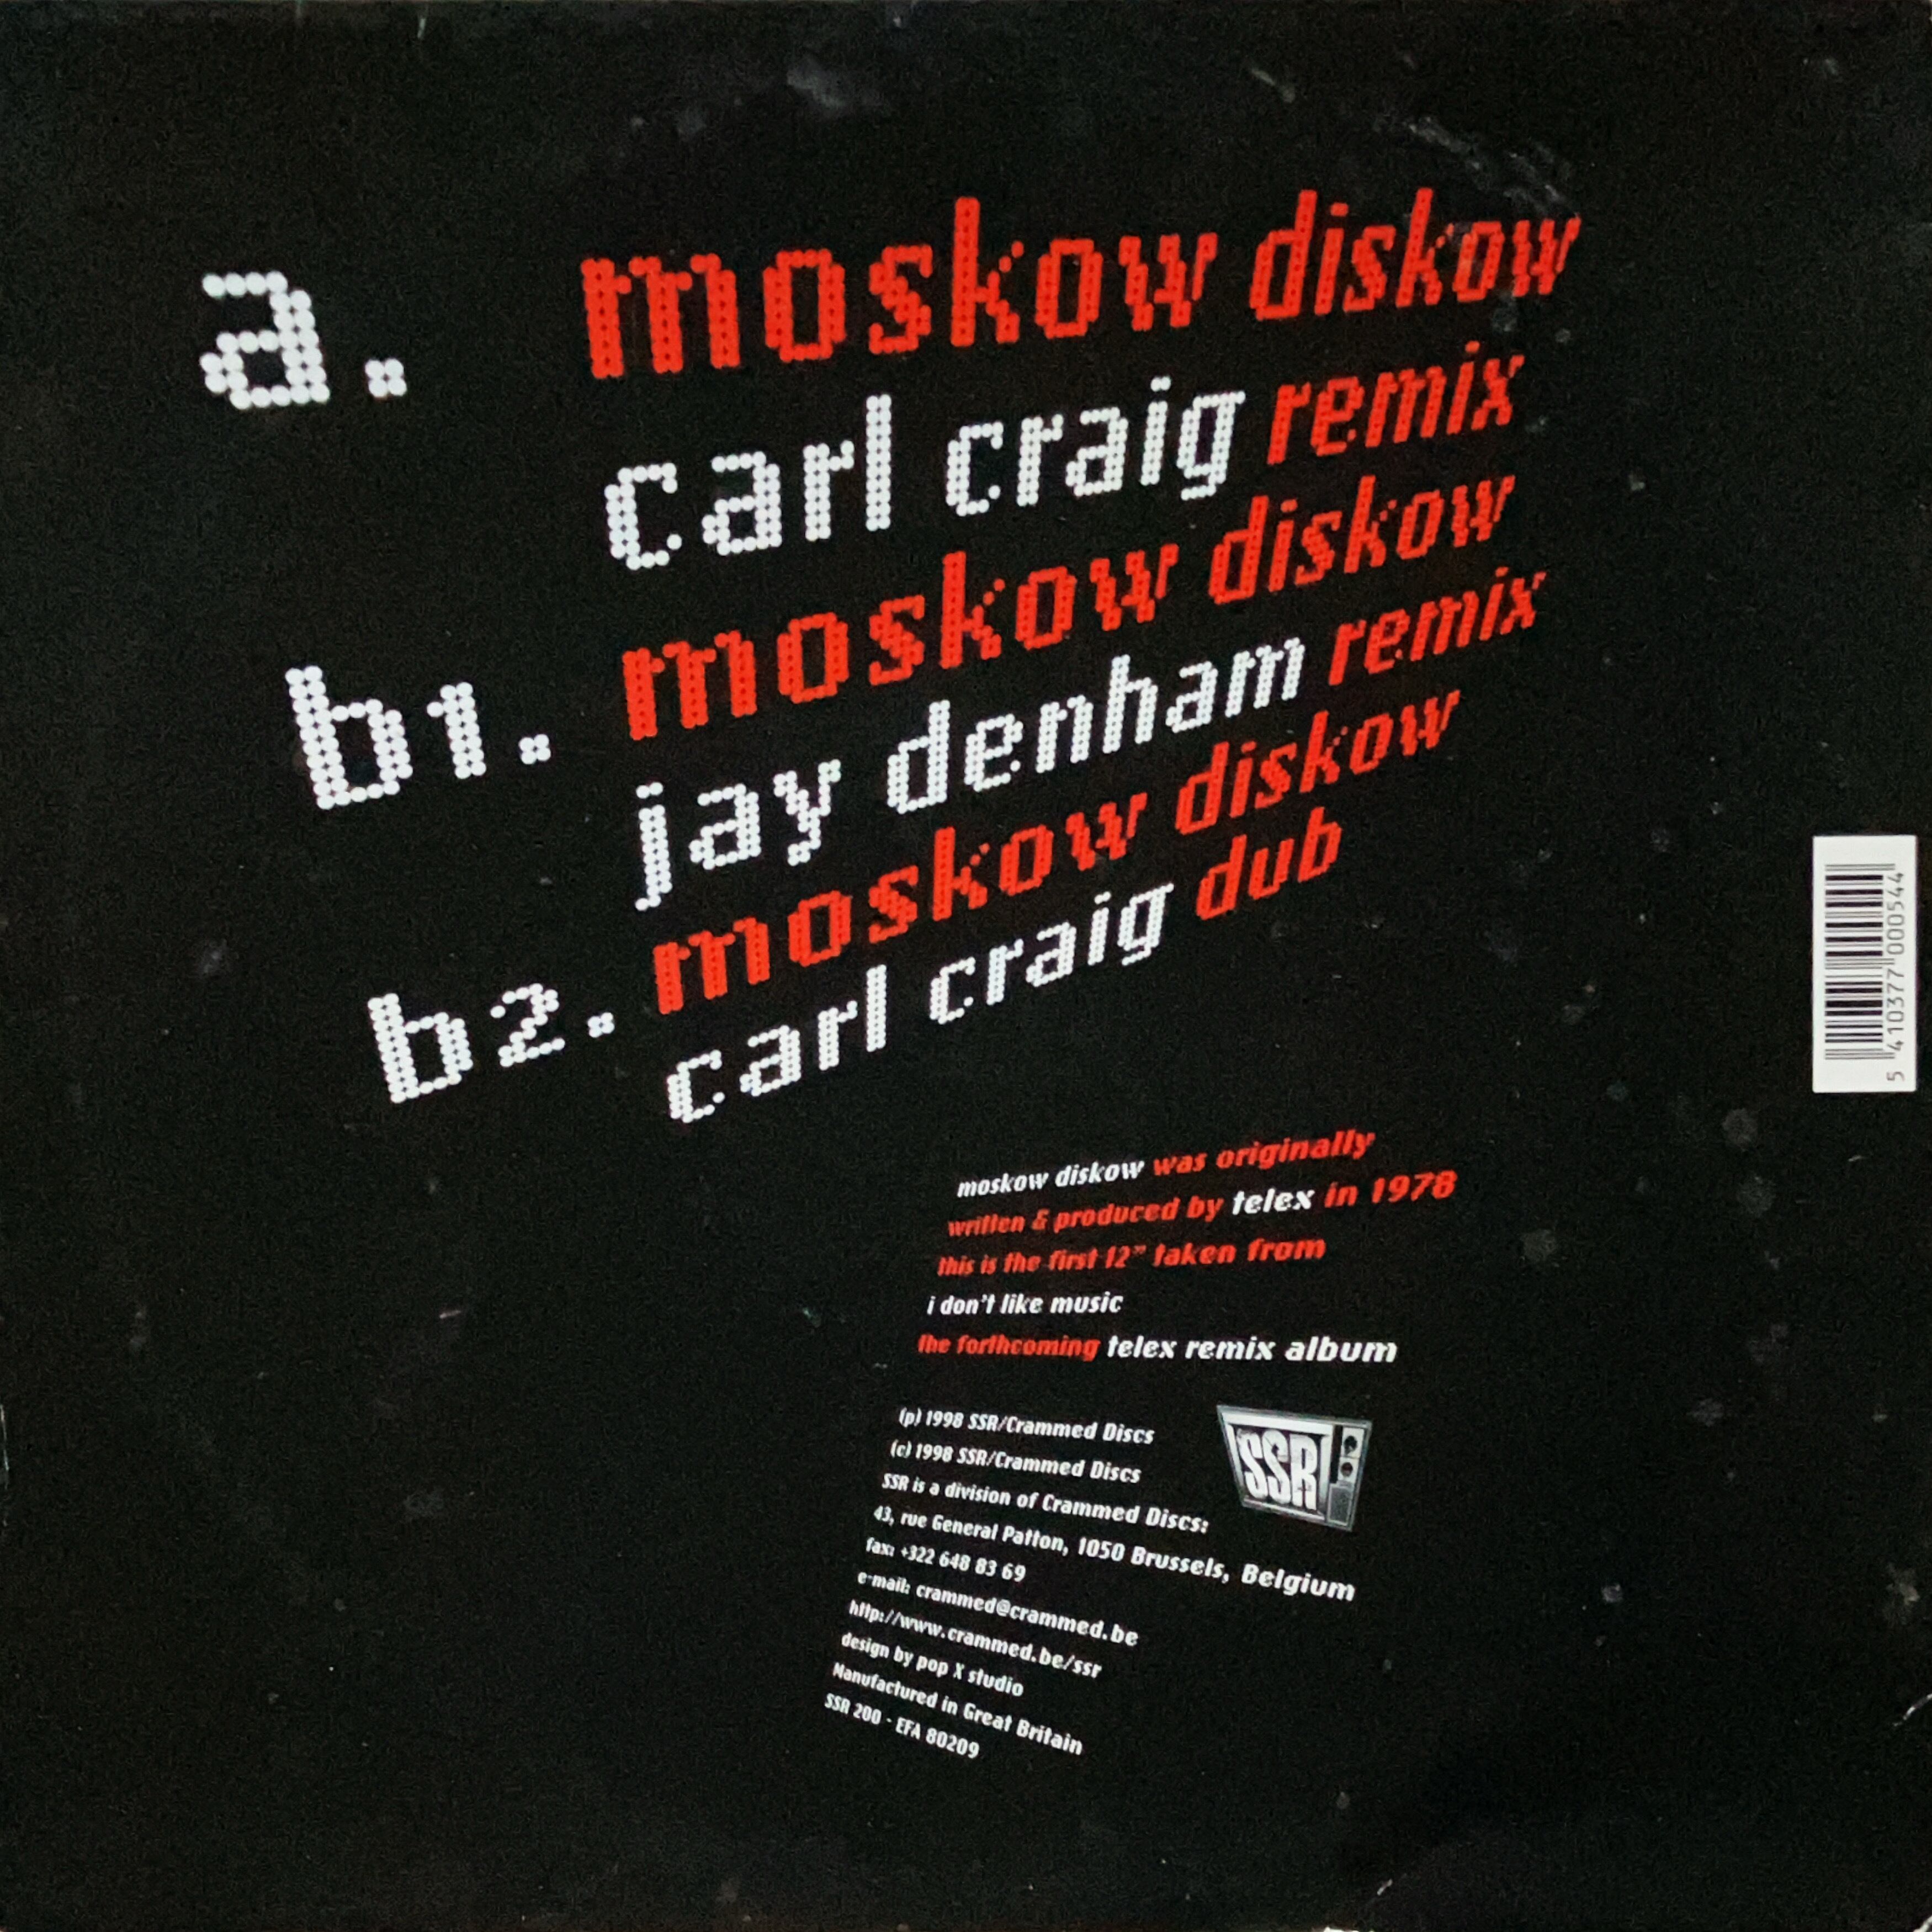 a. moskow diskow
carl craig remix
b1. moskow diskow
jay denham remix
b2. moskow diskow
carl craig dub
5 410377 000544
moskow diskow was originally
written & produced by telex in 1978
this is the first 12" taken from
i don't like music
the forthcoming telex remix album
(p) 1998 SSR/Crammed Discs
(c) 1998 SSR/Crammed Discs
SSR
SSR is a division of Crammed Discs:
43, rue General Patton, 1050 Brussels, Belgium
fax: +322 648 83 69
e-mail: crammed@crammed.be
http://www.crammed.be/ssr
design by pop X studio
Manufactured in Great Britain
SSR 200 - EFA 80209